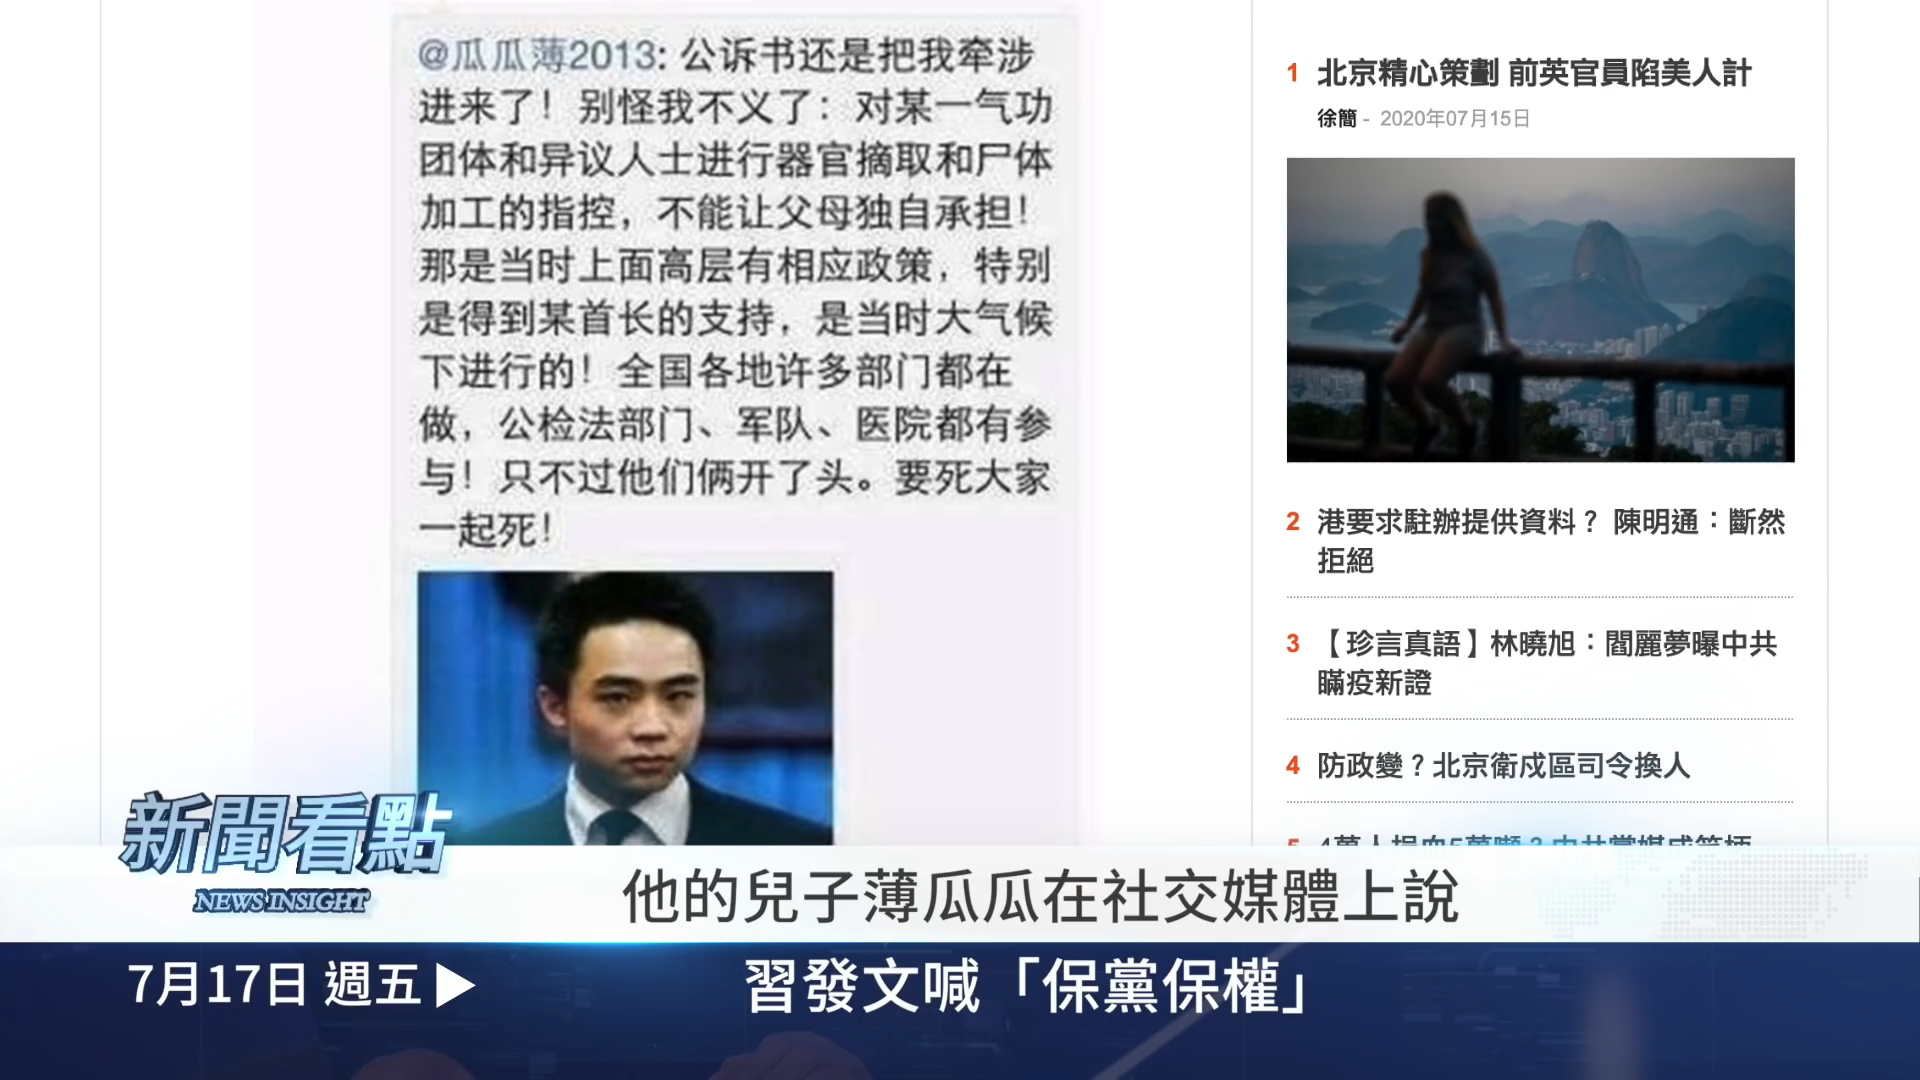 @瓜瓜薄2013: 公诉书还是把我牵涉
进来了！别怪我不义了：对某一气功
团体和异议人士进行器官摘取和尸体
加工的指控，不能让父母独自承担！
那是当时上面高层有相应政策，特别
是得到某首长的支持，是当时大气候
下进行的！全国各地许多部门都在
做，公检法部门、军队、医院都有参
与！只不过他们俩开了头。要死大家
一起死！
1 北京精心策劃 前英官員陷美人計
徐簡 - 2020年07月15日
2 港要求駐辦提供資料？ 陳明通：斷然
拒絕
3 【珍言真語】林曉旭：閻麗夢曝中共
瞞疫新證
4 防政變？北京衛戍區司令換人
新聞看點
NEWS INSIGHT
他的兒子薄瓜瓜在社交媒體上說
7月17日 週五
習發文喊「保黨保權」